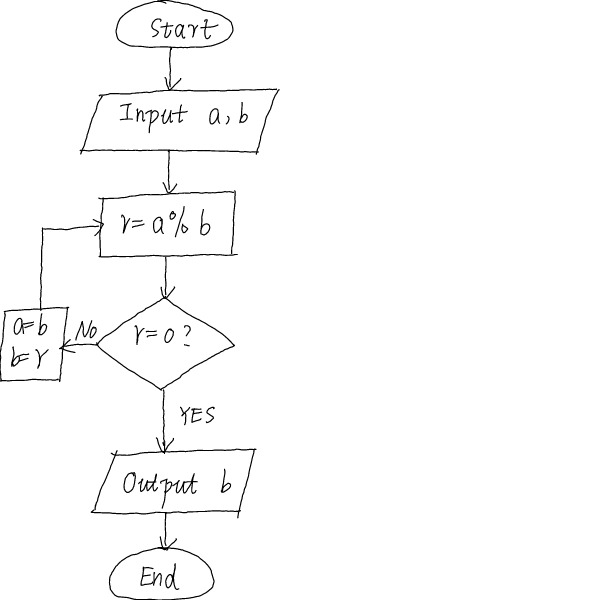 Start
Input a, b
r=a%b
r=0?
No
a=b
b=r
YES
Output b
End